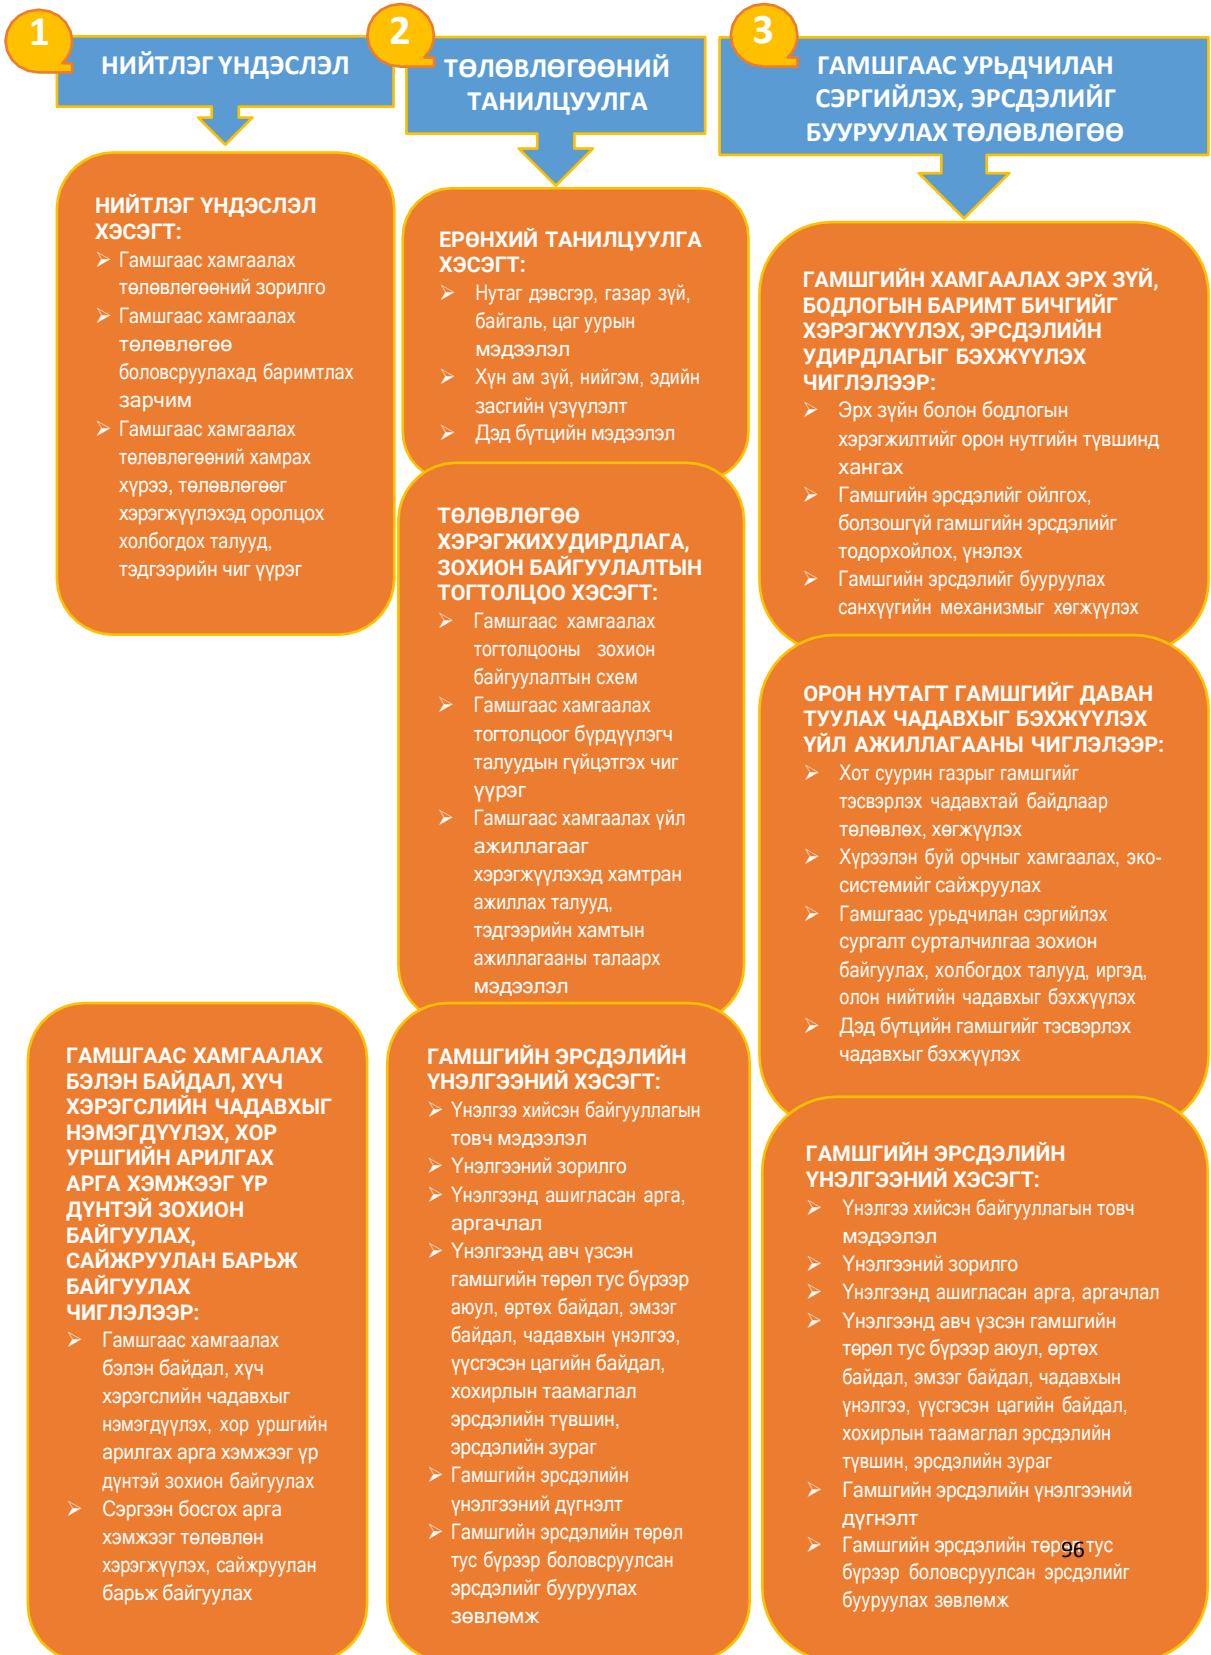 1
НИЙТЛЭГ ҮНДЭСЛЭЛ
НИЙТЛЭГ ҮНДЭСЛЭЛ
ХЭСЭГТ:
➢ Гамшгаас хамгаалах
төлөвлөгөөний зорилго
➢ Гамшгаас хамгаалах
төлөвлөгөө
боловсруулахад баримтлах
зарчим
➢ Гамшгаас хамгаалах
төлөвлөгөөний хамрах
хүрээ, төлөвлөгөөг
хэрэгжүүлэхэд оролцох
холбогдох талууд,
тэдгээрийн чиг үүрэг
ГАМШГААС ХАМГААЛАХ
БЭЛЭН БАЙДАЛ, ХҮЧ
ХЭРЭГСЛИЙН ЧАДАВХЫГ
НЭМЭГДҮҮЛЭХ, ХОР
УРШГИЙН АРИЛГАХ
АРГА ХЭМЖЭЭГ ҮР
ДҮНТЭЙ ЗОХИОН
БАЙГУУЛАХ,
САЙЖРУУЛАН БАРЬЖ
БАЙГУУЛАХ
ЧИГЛЭЛЭЭР:
➢ Гамшгаас хамгаалах
бэлэн байдал, хүч
хэрэгслийн чадавхыг
нэмэгдүүлэх, хор уршгийн
арилгах арга хэмжээг үр
дүнтэй зохион байгуулах
➢ Сэргээн босгох арга
хэмжээг төлөвлөн
хэрэгжүүлэх, сайжруулан
барьж байгуулах
2
ТӨЛӨВЛӨГӨӨНИЙ
ТАНИЛЦУУЛГА
ЕРӨНХИЙ ТАНИЛЦУУЛГА
ХЭСЭГТ:
➢ Нутаг дэвсгэр, газар зүй,
байгаль, цаг уурын
мэдээлэл
➢ Хүн ам зүй, нийгэм, эдийн
засгийн үзүүлэлт
➢ Дэд бүтцийн мэдээлэл
ТӨЛӨВЛӨГӨӨ
ХЭРЭГЖИХУДИРДЛАГА,
ЗОХИОН БАЙГУУЛАЛТЫН
ТОГТОЛЦОО ХЭСЭГТ:
➢ Гамшгаас хамгаалах
тогтолцооны зохион
байгуулалтын схем
➢ Гамшгаас хамгаалах
тогтолцоог бүрдүүлэгч
талуудын гүйцэтгэх чиг
үүрэг
➢ Гамшгаас хамгаалах үйл
ажиллагааг
хэрэгжүүлэхэд хамтран
ажиллах талууд,
тэдгээрийн хамтын
ажиллагааны талаарх
мэдээлэл
ГАМШГИЙН ЭРСДЭЛИЙН
ҮНЭЛГЭЭНИЙ ХЭСЭГТ:
➢ Үнэлгээ хийсэн байгууллагын
товч мэдээлэл
➢ Үнэлгээний зорилго
➢ Үнэлгээнд ашигласан арга,
аргачлал
➢ Үнэлгээнд авч үзсэн
гамшгийн төрөл тус бүрээр
аюул, өртөх байдал, эмзэг
байдал, чадавхын үнэлгээ,
үүсгэсэн цагийн байдал,
хохирлын таамаглал
эрсдэлийн түвшин,
эрсдэлийн зураг
➢ Гамшгийн эрсдэлийн
үнэлгээний дүгнэлт
➢ Гамшгийн эрсдэлийн төрөл
тус бүрээр боловсруулсан
эрсдэлийг бууруулах
зөвлөмж
3
ГАМШГААС УРЬДЧИЛАН
СЭРГИЙЛЭХ, ЭРСДЭЛИЙГ
БУУРУУЛАХ ТӨЛӨВЛӨГӨӨ
ГАМШГИЙН ХАМГААЛАХ ЭРХ ЗҮЙ,
БОДЛОГЫН БАРИМТ БИЧГИЙГ
ХЭРЭГЖҮҮЛЭХ, ЭРСДЭЛИЙН
УДИРДЛАГЫГ БЭХЖҮҮЛЭХ
ЧИГЛЭЛЭЭР:
➢ Эрх зүйн болон бодлогын
хэрэгжилтийг орон нутгийн түвшинд
хангах
➢ Гамшгийн эрсдэлийг ойлгох,
болзошгүй гамшгийн эрсдэлийг
тодорхойлох, үнэлэх
➢ Гамшгийн эрсдэлийг бууруулах
санхүүгийн механизмыг хөгжүүлэх
ОРОН НУТАГТ ГАМШГИЙГ ДАВАН
ТУУЛАХ ЧАДАВХЫГ БЭХЖҮҮЛЭХ
ҮЙЛ АЖИЛЛАГААНЫ ЧИГЛЭЛЭЭР:
➢ Хот суурин газрыг гамшгийг
тэсвэрлэх чадавхтай байдлаар
төлөвлөх, хөгжүүлэх
➢ Хүрээлэн буй орчныг хамгаалах, эко-
системийг сайжруулах
➢ Гамшгаас урьдчилан сэргийлэх
сургалт сурталчилгаа зохион
байгуулах, холбогдох талууд, иргэд,
олон нийтийн чадавхыг бэхжүүлэх
➢ Дэд бүтцийн гамшгийг тэсвэрлэх
чадавхыг бэхжүүлэх
ГАМШГИЙН ЭРСДЭЛИЙН
ҮНЭЛГЭЭНИЙ ХЭСЭГТ:
➢ Үнэлгээ хийсэн байгууллагын товч
мэдээлэл
➢ Үнэлгээний зорилго
➢ Үнэлгээнд ашигласан арга, аргачлал
➢ Үнэлгээнд авч үзсэн гамшгийн
төрөл тус бүрээр аюул, өртөх
байдал, эмзэг байдал, чадавхын
үнэлгээ, үүсгэсэн цагийн байдал,
хохирлын таамаглал эрсдэлийн
түвшин, эрсдэлийн зураг
➢ Гамшгийн эрсдэлийн үнэлгээний
дүгнэлт
➢ Гамшгийн эрсдэлийн төрөл тус
бүрээр боловсруулсан эрсдэлийг
бууруулах зөвлөмж
96